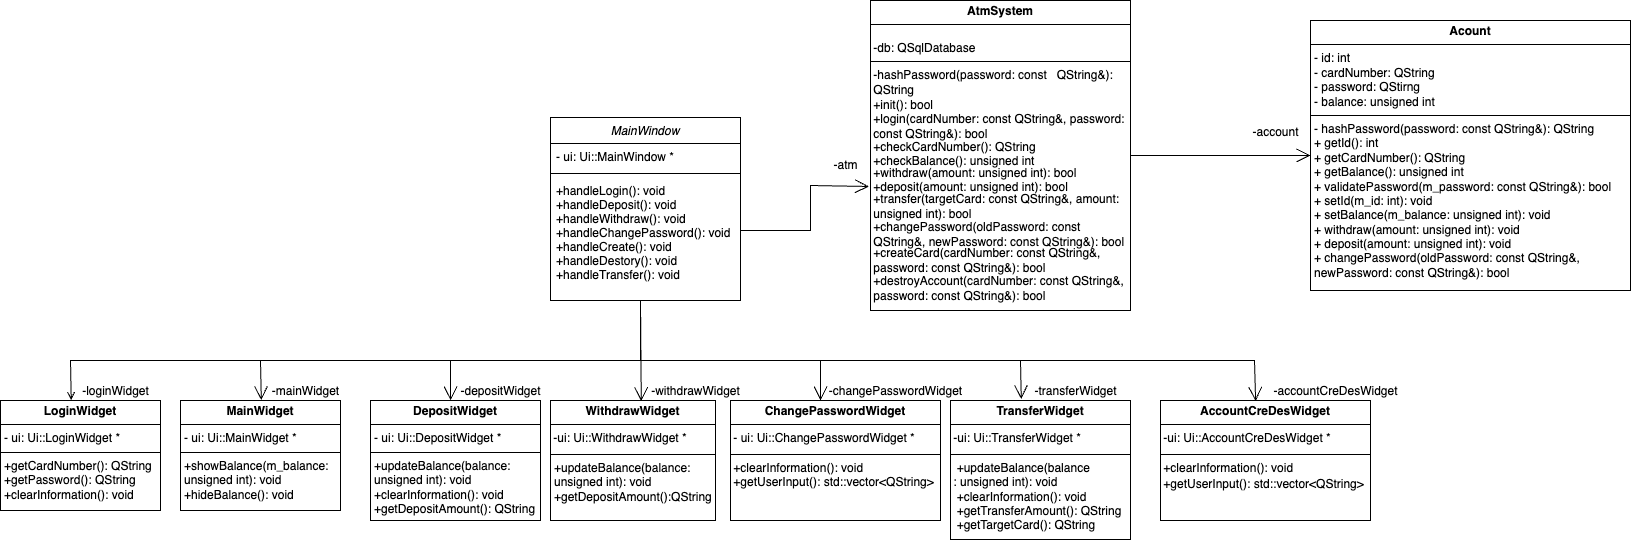 AtmSystem
-db: QSqlDatabase
-hashPassword(password: const QString&):
QString
+init(): bool
+login(cardNumber: const QString&, password:
const QString&): bool
+checkCardNumber(): QString
+checkBalance(): unsigned int
+withdraw(amount: unsigned int): bool
+deposit(amount: unsigned int): bool
+transfer(targetCard: const QString&, amount:
unsigned int): bool
+changePassword(oldPassword: const
QString&, newPassword: const QString&): bool
+createCard(cardNumber: const QString&,
password: const QString&): bool
+destroyAccount(cardNumber: const QString&,
password: const QString&): bool
-account
Acount
- id: int
- cardNumber: QString
- password: QStirng
- balance: unsigned int
- hashPassword(password: const QString&): QString
+ getId(): int
+ getCardNumber(): QString
+ getBalance(): unsigned int
+ validatePassword(m_password: const QString&): bool
+ setId(m_id: int): void
+ setBalance(m_balance: unsigned int): void
+ withdraw(amount: unsigned int): void
+ deposit(amount: unsigned int): void
+ changePassword(oldPassword: const QString&,
newPassword: const QString&): bool
MainWindow
- ui: Ui::MainWindow *
+handleLogin(): void
+handleDeposit(): void
+handleWithdraw(): void
+handleChangePassword(): void
+handleCreate(): void
+handleDestory(): void
+handleTransfer(): void
-atm
-loginWidget
LoginWidget
- ui: Ui::LoginWidget *
+getCardNumber(): QString
+getPassword(): QString
+clearInformation(): void
-mainWidget
MainWidget
- ui: Ui::MainWidget *
+showBalance(m_balance:
unsigned int): void
+hideBalance(): void
-depositWidget
DepositWidget
- ui: Ui::DepositWidget *
+updateBalance(balance:
unsigned int): void
+clearInformation(): void
+getDepositAmount(): QString
-withdrawWidget
WithdrawWidget
-ui: Ui::WithdrawWidget *
+updateBalance(balance:
unsigned int): void
+getDepositAmount():QString
-changePasswordWidget
ChangePasswordWidget
- ui: Ui::ChangePasswordWidget *
+clearInformation(): void
+getUserInput(): std::vector<QString>
-transferWidget
TransferWidget
-ui: Ui::TransferWidget *
+updateBalance(balance
: unsigned int): void
+clearInformation(): void
+getTransferAmount(): QString
+getTargetCard(): QString
-accountCreDesWidget
AccountCreDesWidget
-ui: Ui::AccountCreDesWidget *
+clearInformation(): void
+getUserInput(): std::vector<QString>